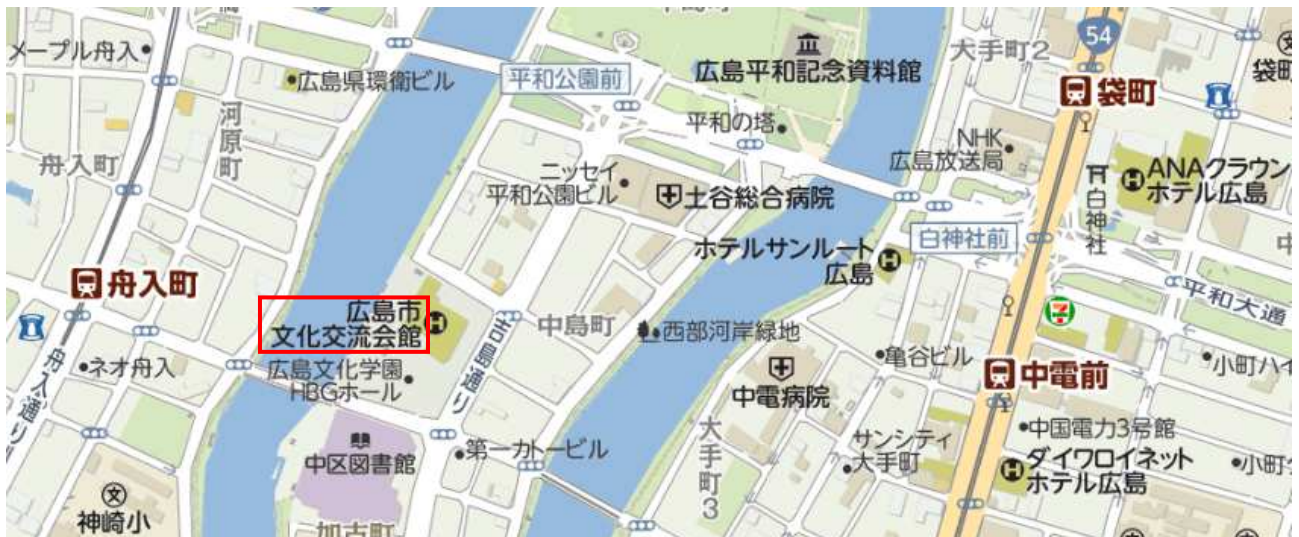 メープル舟入
広島県環衛ビル
平和公園前
広島平和記念資料館
大手町2
54
袋町
平和の塔
河原町
舟入町
NHK
広島放送局
ANAクラウン
ホテル広島
白神社
ニッセイ
平和公園ビル
土谷総合病院
白神社前
ホテルサンルート
広島
舟入町
平和大通
広島市
文化交流会館
中島町
西部河岸緑地
吉島通り
舟入通り
ネオ舟入
広島文化学園
HBGホール
亀谷ビル
中電前
小町ハイ
中電病院
大手町3
サンシティ
大手町
中国電力3号館
ダイワロイネット
ホテル広島
第一カトービル
中区図書館
神崎小
加古町